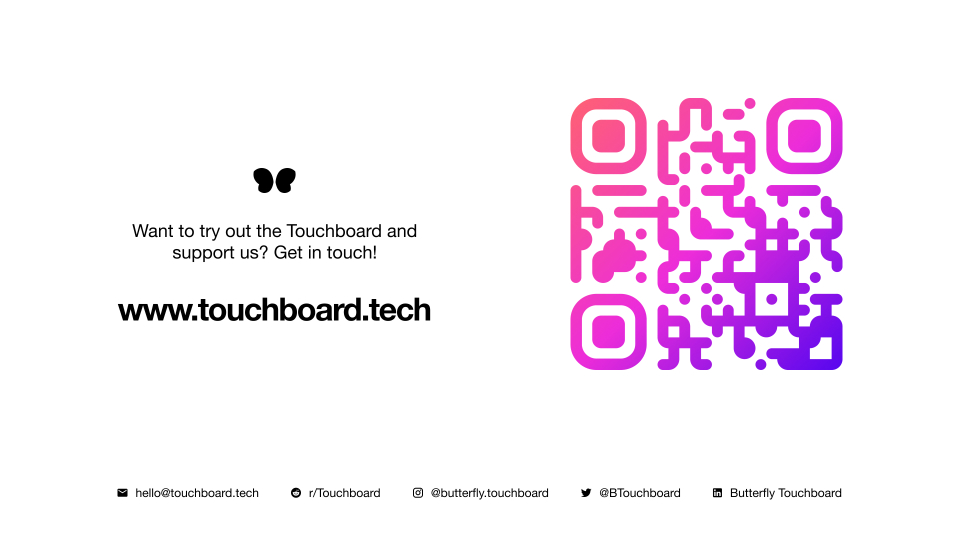 Want to try out the Touchboard and
support us? Get in touch!
www.touchboard.tech
hello@touchboard.tech
r/Touchboard
@butterfly.touchboard
@BTouchboard
Butterfly Touchboard